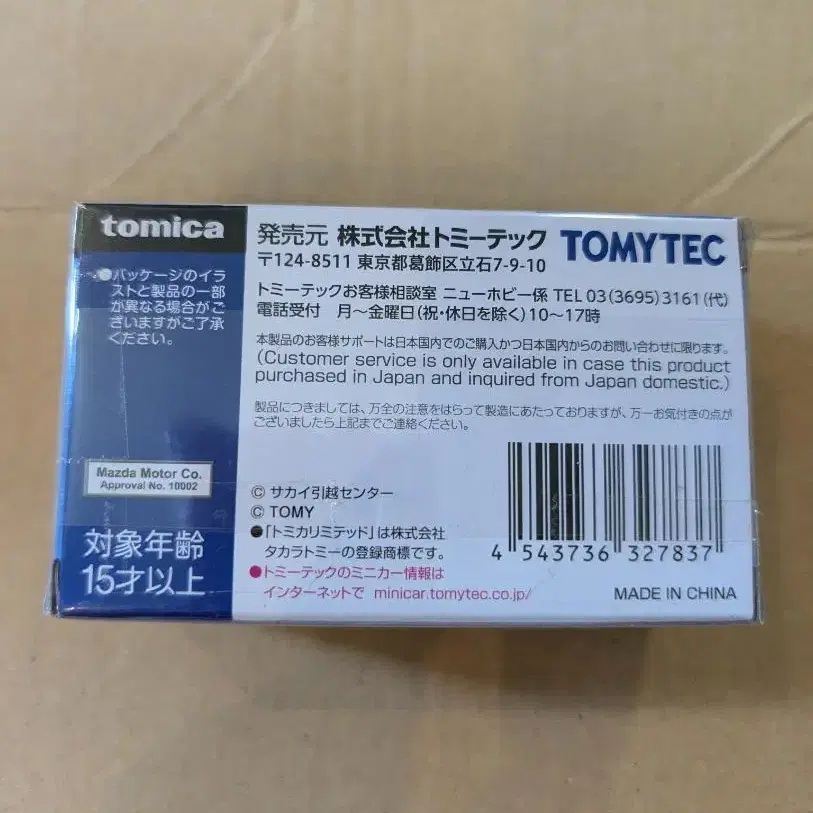 tomica
●パッケージのイラ
ストと製品の一部
が異なる場合がご
ざいますがご了承
ください。
Mazda Motor Co.
Approval No. 10002
対象年齢
15才以上
発売元 株式会社トミーテック TOMYTEC
〒124-8511 東京都葛飾区立石7-9-10
トミーテックお客様相談室 ニューホビー係 TEL 03(3695)3161(代)
電話受付 月〜金曜日(祝・休日を除く)10〜17時
本製品のお客様サポートは日本国内でのご購入かつ日本国内からのお問い合わせに限ります。
(Customer service is only available in case this product
purchased in Japan and inquired from Japan domestic.)
製品につきましては、万全の注意をはらって製造にあたっておりますが、万一お気付きの点が
ございましたら上記までご連絡ください。
© サカイ引越センター
© TOMY
●「トミカリミテッド」は株式会社
タカラトミーの登録商標です。
●トミーテックのミニカー情報は
インターネットで minicar.tomytec.co.jp/
4 543736 327837
MADE IN CHINA